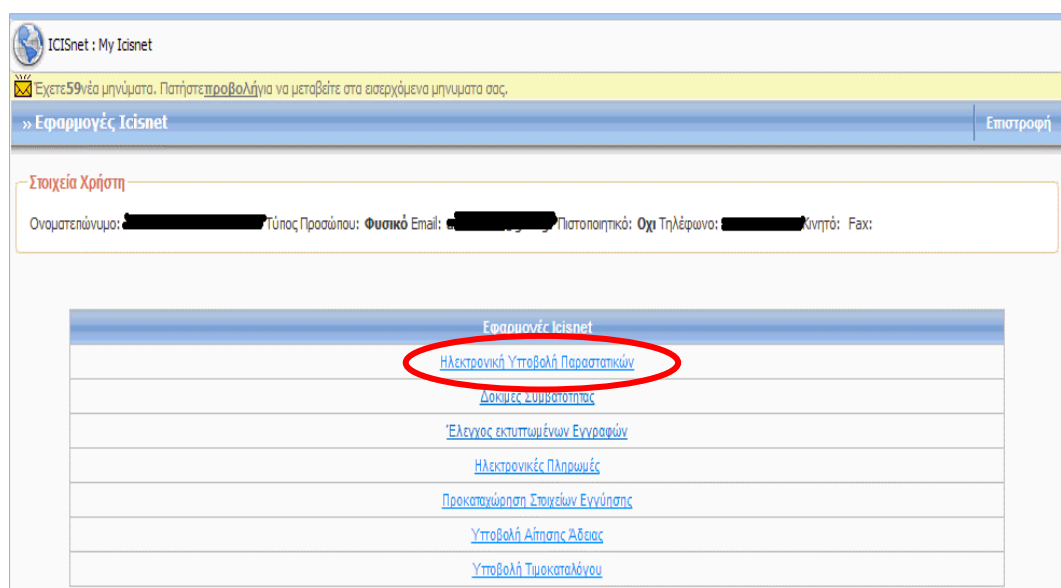 ICISnet : My Icisnet
Έχετε59νέα μηνύματα. Πατήστεπροβολήγια να μεταβείτε στα εισερχόμενα μηνυματα σας.
» Εφαρμογές Icisnet Επιστροφή
Στοιχεία Χρήστη
Ονοματεπώνυμο: Τύπος Προσώπου: Φυσικό Email: Πιστοποιητικό: Οχι Τηλέφωνο: Κινητό: Fax:
Εφαρμογές Icisnet
Ηλεκτρονική Υποβολή Παραστατικών
Δοκιμές Συμβατότητας
Έλεγχος εκτυπωμένων Εγγραφών
Ηλεκτρονικές Πληρωμές
Προκαταχώρηση Στοιχείων Εγγύησης
Υποβολή Αίτησης Άδειας
Υποβολή Τιμοκαταλόγου